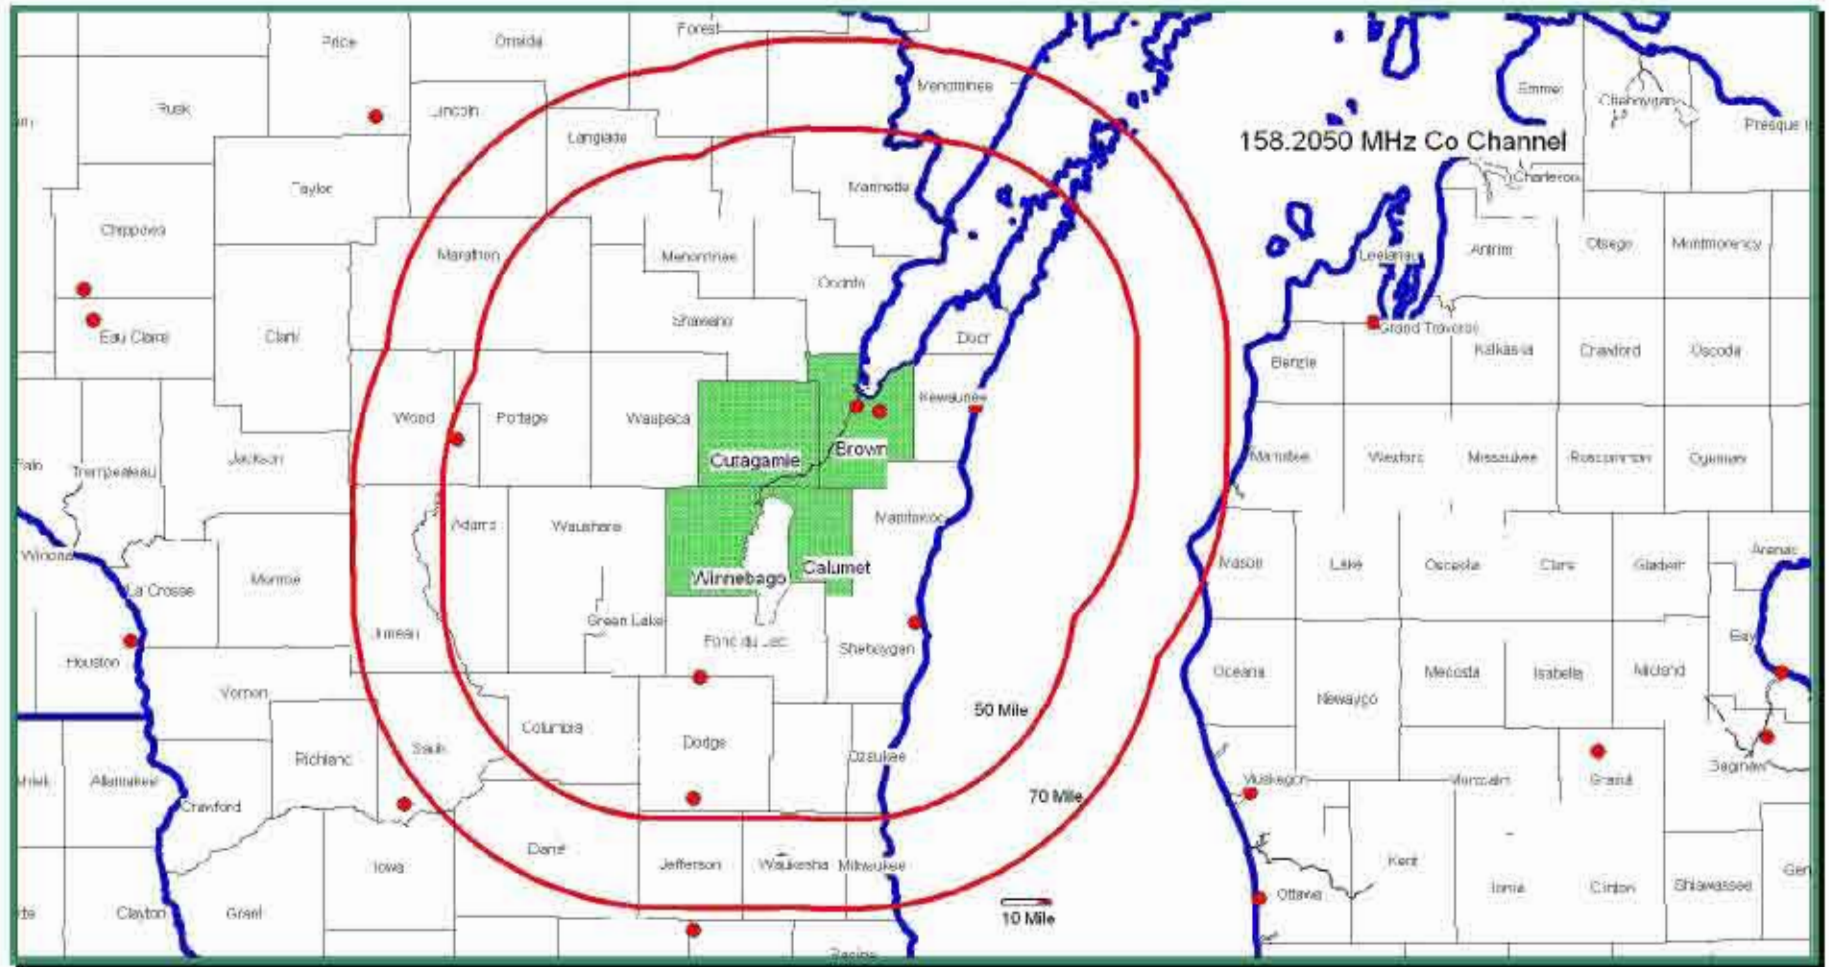 Forest
Price
Oneida
Menominee
Emmet
Rusk
Lincoln
Cheboygan
Langlade
158.2050 MHz Co Channel
Charlevoix
Taylor
Marinette
Chippewa
Otsego
Montmorency
Antrim
Marathon
Menominee
Leelanau
Oconto
Shawano
Grand Traverse
Eau Claire
Clark
Door
Kalkaska
Crawford
Oscoda
Benzie
Kewaunee
Wood
Portage
Waupaca
Brown
Manistee
Wexford
Missaukee
Roscommon
Ogemaw
Outagamie
Jackson
Trempealeau
Adams
Waushara
Manitowoc
Arenac
Winona
Mason
Lake
Osceola
Clare
Gladwin
Calumet
Winnebago
Monroe
La Crosse
Green Lake
Juneau
Fond du Lac
Bay
Sheboygan
Houston
Oceana
Mecosta
Isabella
Midland
Vernon
Newaygo
50 Mile
Columbia
Dodge
Sauk
Richland
Ozaukee
Saginaw
Allamakee
Muskegon
Montcalm
Gratiot
70 Mile
Crawford
Dane
Iowa
Jefferson
Waukesha
Milwaukee
Kent
Ottawa
Ionia
Clinton
Shiawassee
Clayton
Grant
10 Mile
Racine